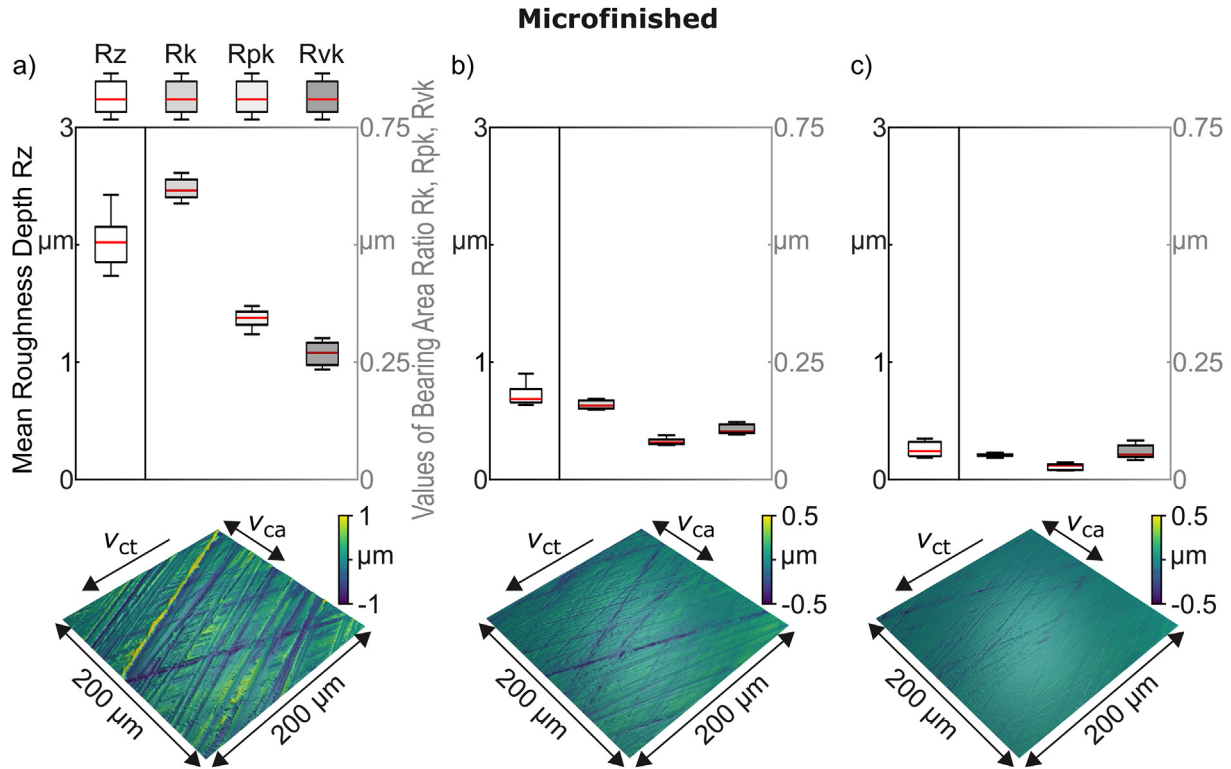 Microfinished
a)
Rz
Rk
Rpk
Rvk
b)
c)
Mean Roughness Depth Rz
3
µm
1
0
0.75
µm
0.25
0
Values of Bearing Area Ratio Rk, Rpk, Rvk
3
µm
1
0
0.75
µm
0.25
0
3
µm
1
0
0.75
µm
0.25
0
vct
vca
1
µm
-1
200 µm
200 µm
vct
vca
0.5
µm
-0.5
200 µm
200 µm
vct
vca
0.5
µm
-0.5
200 µm
200 µm